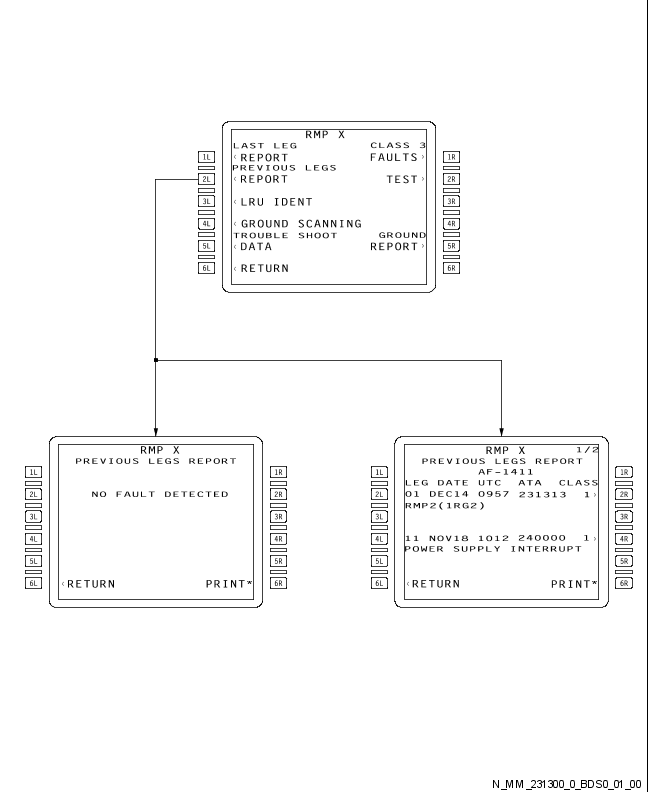 RMP X
LAST LEG CLASS 3
1L ‹REPORT FAULTS› 1R
PREVIOUS LEGS
2L ‹REPORT TEST› 2R
3L ‹LRU IDENT 3R
4L ‹GROUND SCANNING 4R
TROUBLE SHOOT GROUND
5L ‹DATA REPORT› 5R
6L ‹RETURN 6R
RMP X
PREVIOUS LEGS REPORT
1L 1R
2L NO FAULT DETECTED 2R
3L 3R
4L 4R
5L 5R
6L ‹RETURN PRINT* 6R
RMP X 1/2
PREVIOUS LEGS REPORT
1L AF-1411 1R
LEG DATE UTC ATA CLASS
2L 01 DEC14 0957 231313 1› 2R
RMP2(1RG2)
3L 3R
4L 11 NOV18 1012 240000 1› 4R
POWER SUPPLY INTERRUPT
5L 5R
6L ‹RETURN PRINT* 6R
N_MM_231300_0_BDS0_01_00